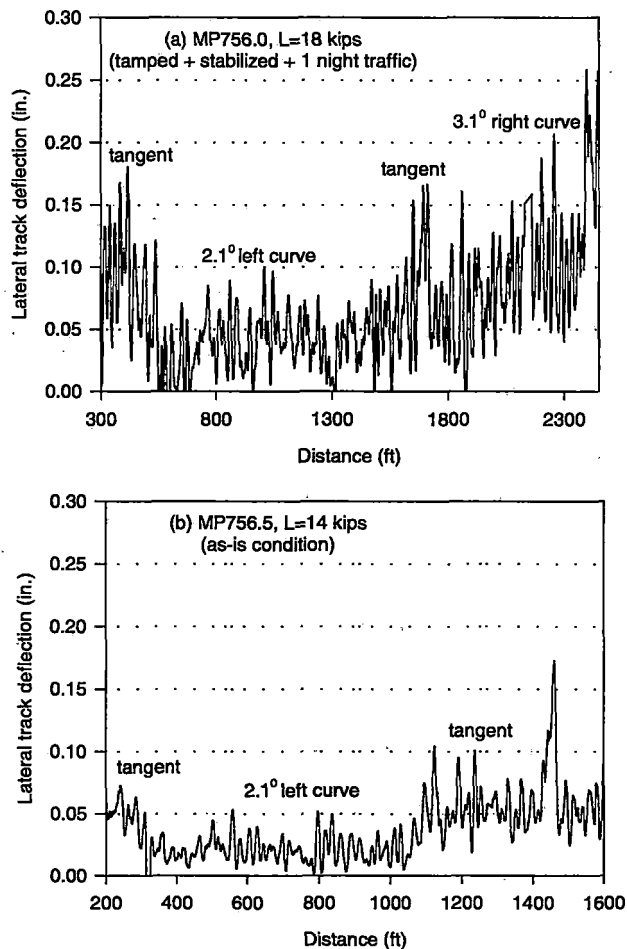 (a) MP756.0, L=18 kips
(tamped + stabilized + 1 night traffic)
0.30
0.25
0.20
0.15
0.10
0.05
0.00
Lateral track deflection (in.)
tangent
2.1° left curve
tangent
3.1° right curve
300
800
1300
1800
2300
Distance (ft)
(b) MP756.5, L=14 kips
(as-is condition)
0.30
0.25
0.20
0.15
0.10
0.05
0.00
Lateral track deflection (in.)
tangent
2.1° left curve
tangent
200
400
600
800
1000
1200
1400
1600
Distance (ft)